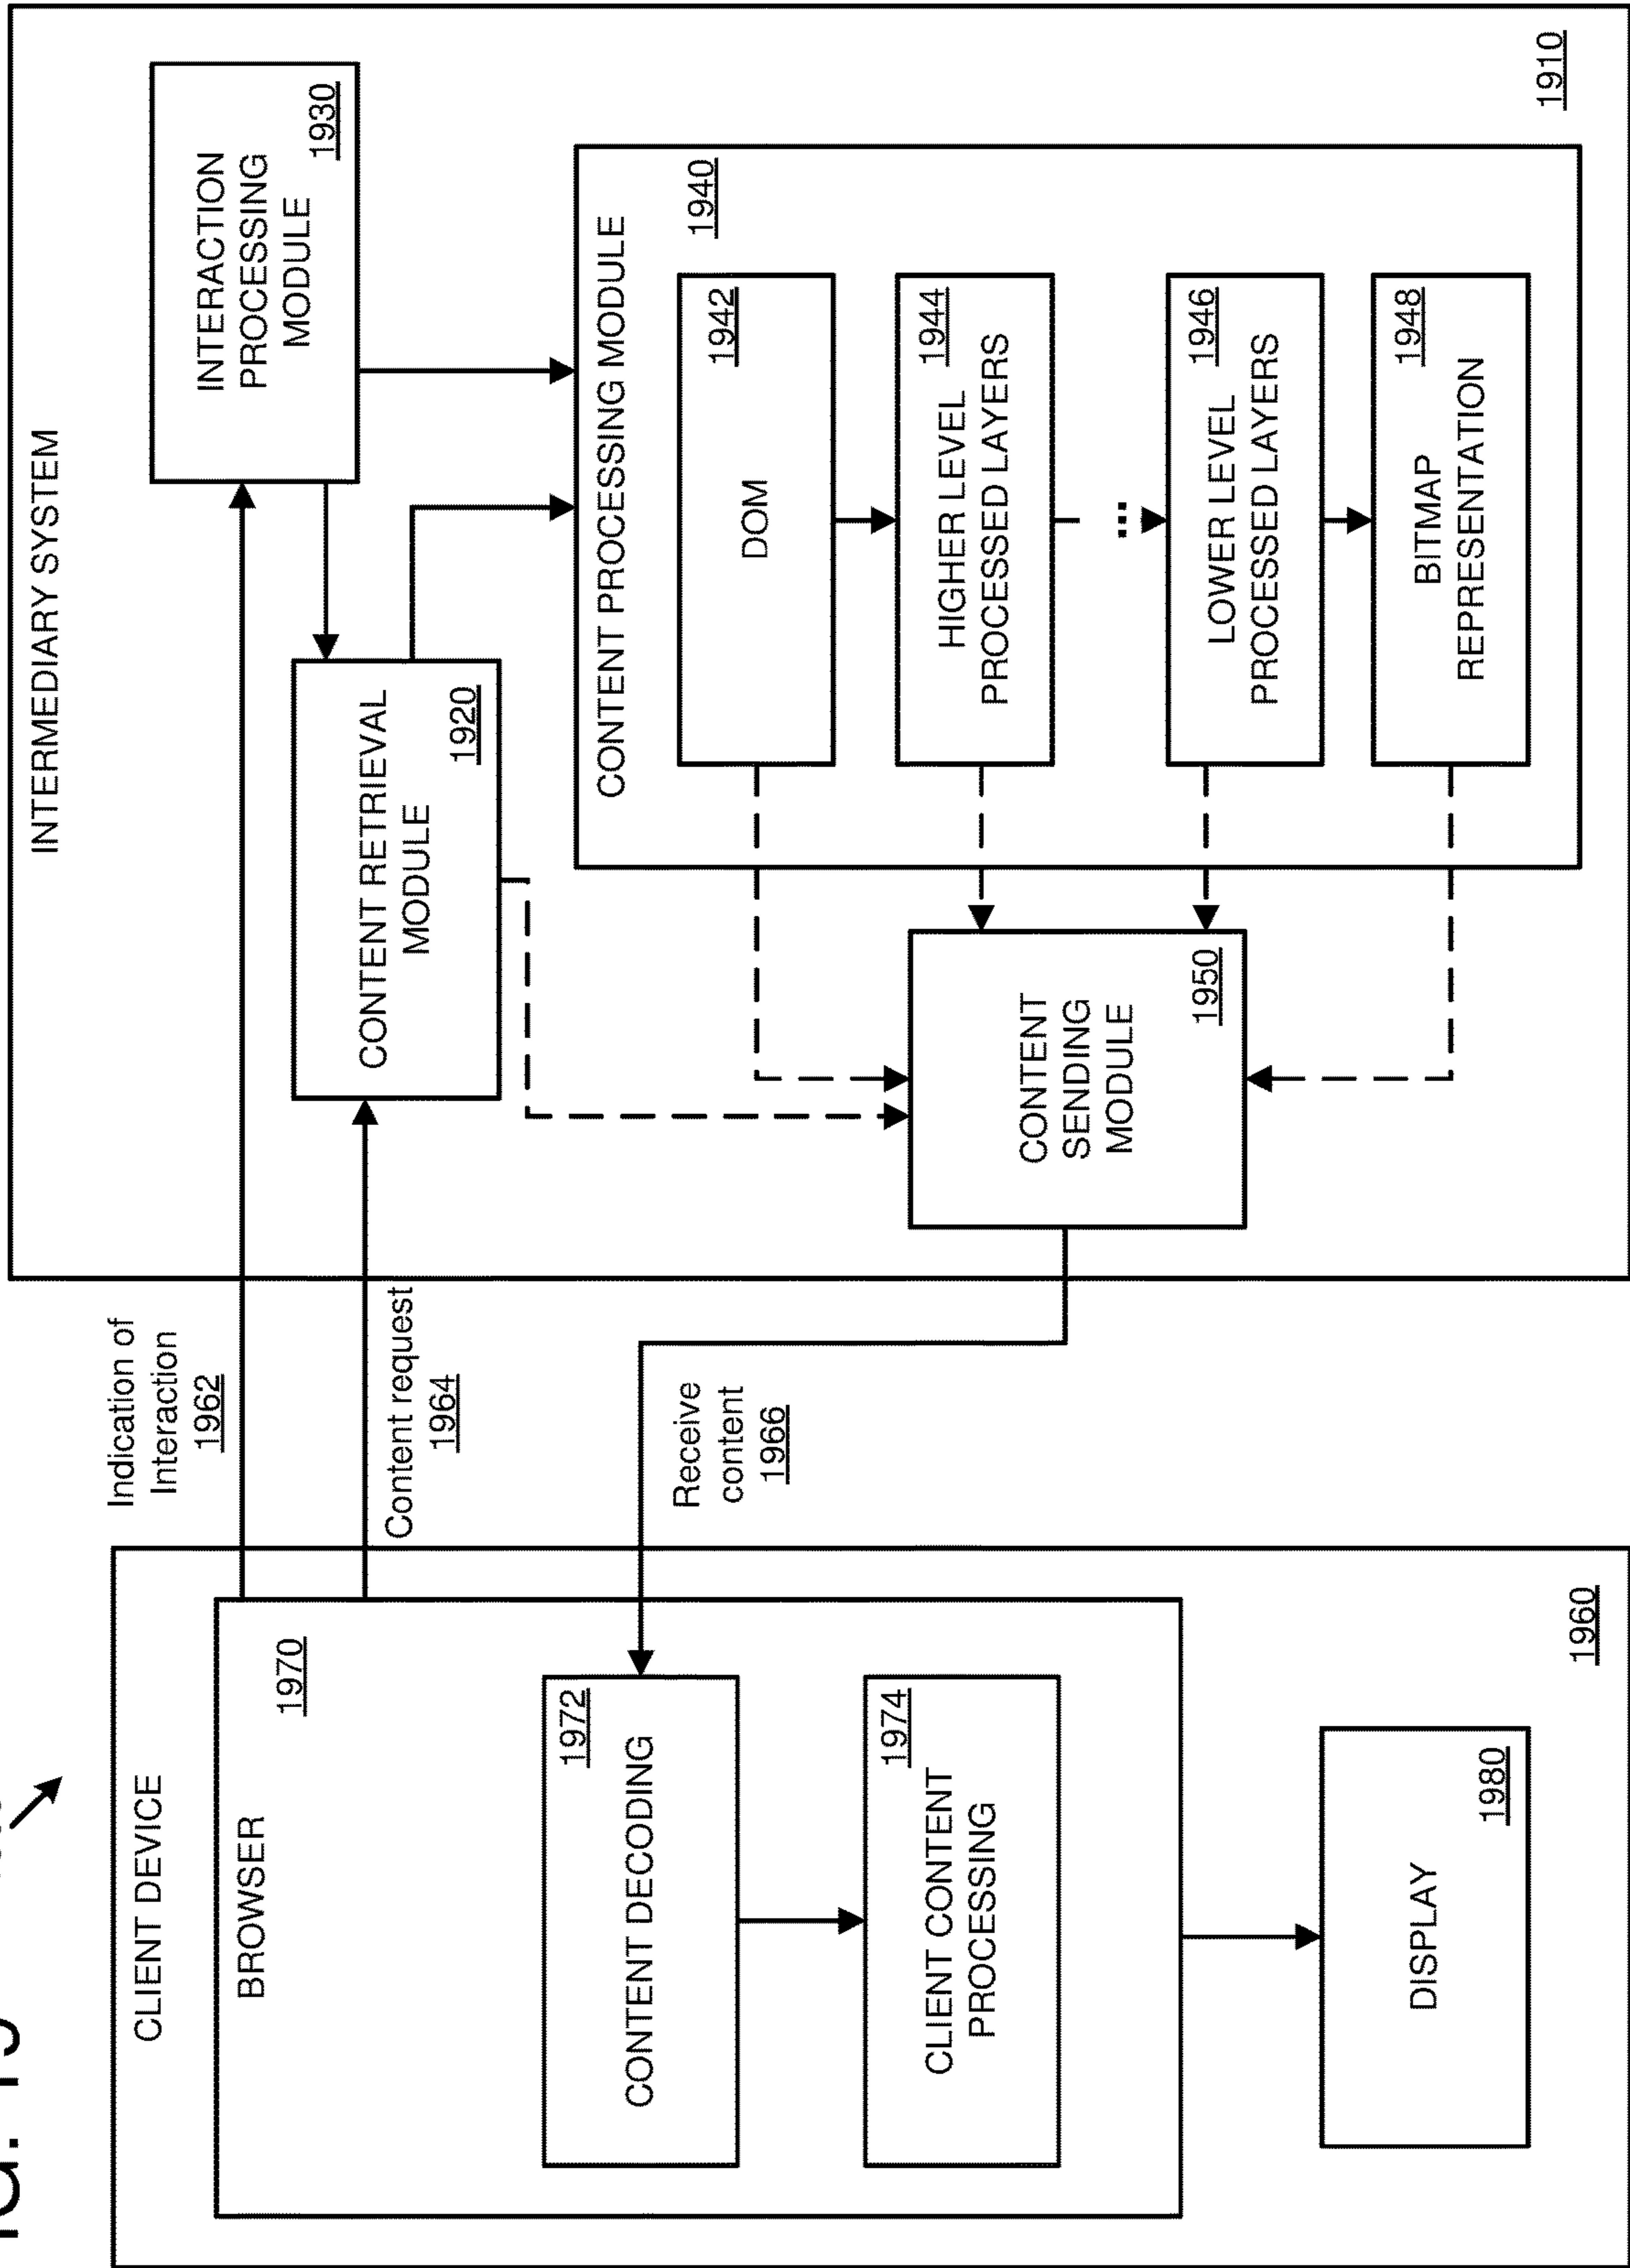 FIG. 19
CLIENT DEVICE
BROWSER
1970
CONTENT DECODING
1972
CLIENT CONTENT
PROCESSING
1974
DISPLAY
1980
1960
Indication of
Interaction
1962
Content request
1964
Receive
content
1966
INTERMEDIARY SYSTEM
INTERACTION
PROCESSING
MODULE
1930
CONTENT RETRIEVAL
MODULE
1920
CONTENT PROCESSING MODULE
1940
DOM
1942
HIGHER LEVEL
PROCESSED LAYERS
1944
...
LOWER LEVEL
PROCESSED LAYERS
1946
BITMAP
REPRESENTATION
1948
CONTENT
SENDING
MODULE
1950
1910